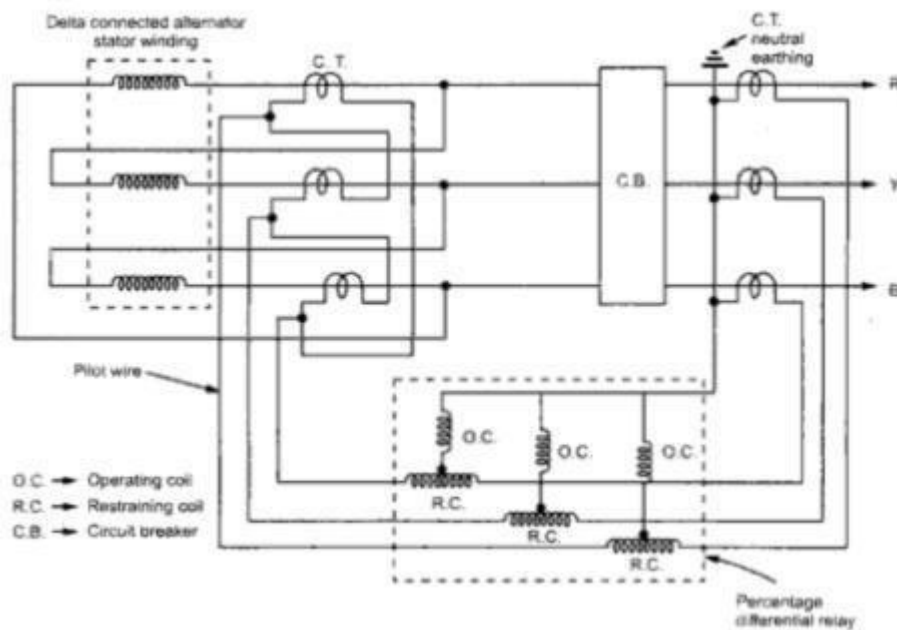 Delta connected alternator
stator winding
C. T.
C.T.
neutral
earthing
R
C.B.
Y
Pilot wire
O.C.
O.C.
O.C.
R.C.
R.C.
R.C.
O.C. → Operating coil
R.C. → Restraining coil
C.B. → Circuit breaker
Percentage
differential relay